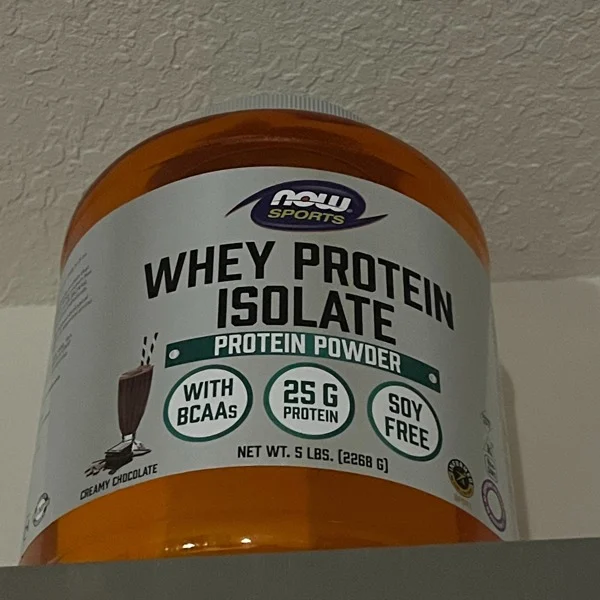 NOW
SPORTS
WHEY PROTEIN
ISOLATE
PROTEIN POWDER
WITH
BCAAs
25 G
PROTEIN
SOY
FREE
NET WT. 5 LBS. (2268 G)
CREAMY CHOCOLATE